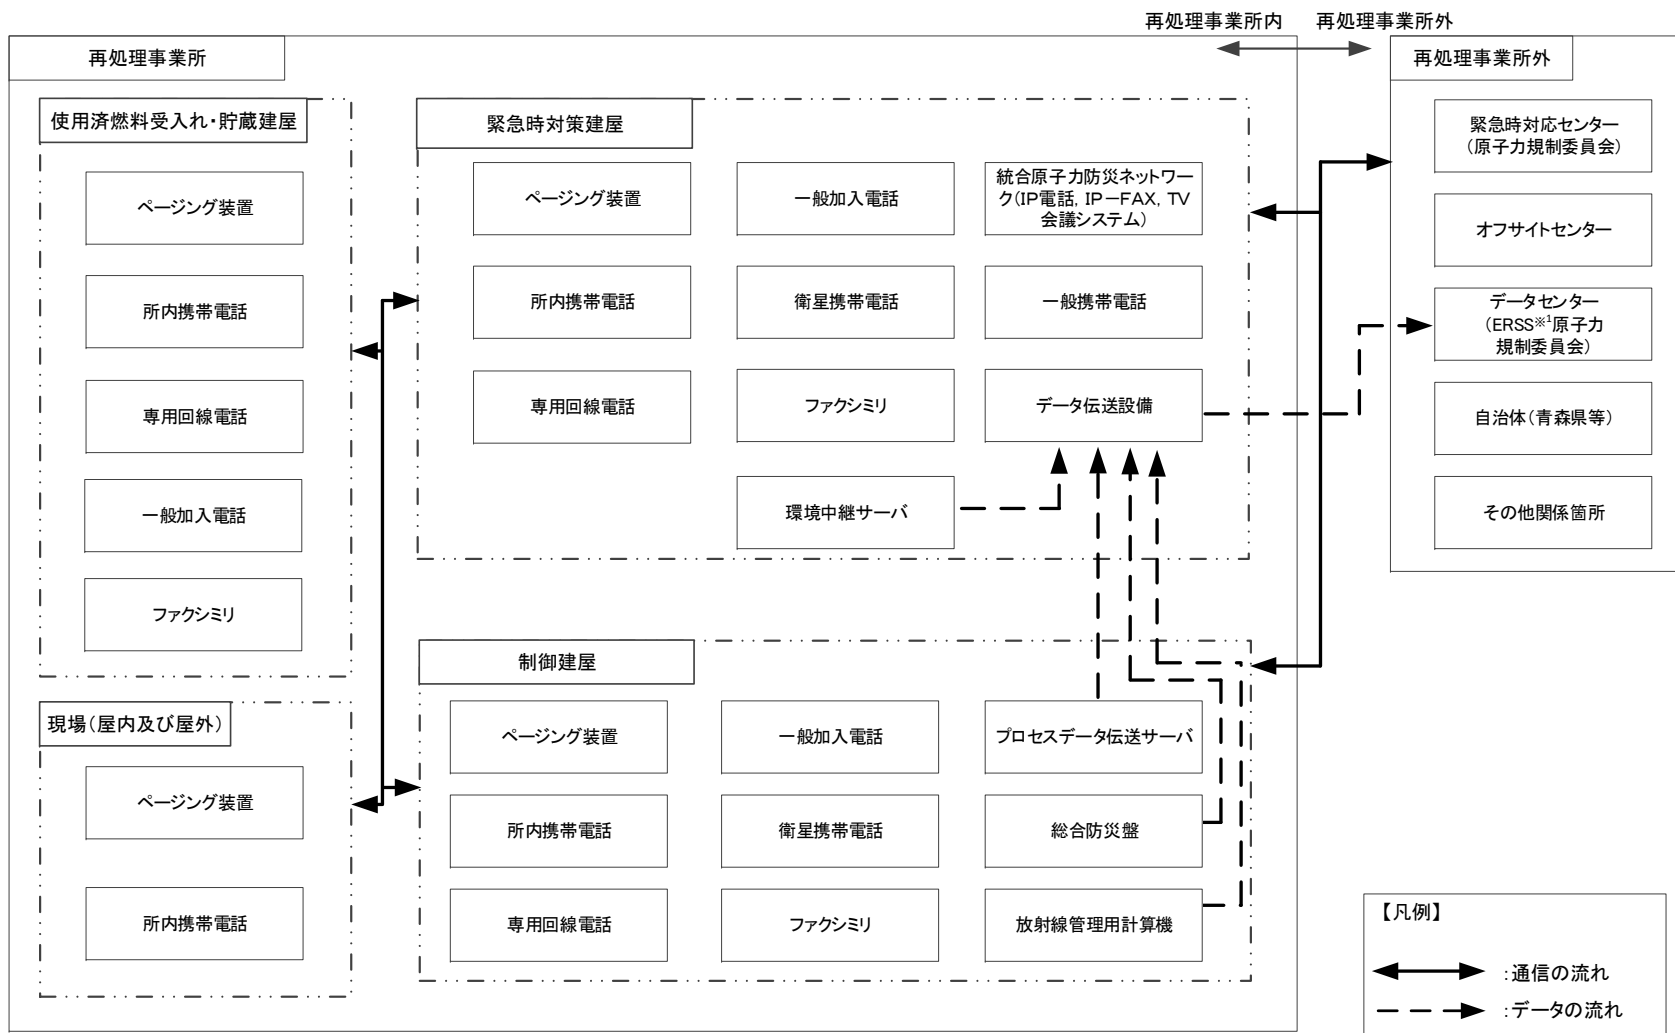 再処理事業所内
再処理事業所外
再処理事業所
再処理事業所外
使用済燃料受入れ・貯蔵建屋
ページング装置
所内携帯電話
専用回線電話
一般加入電話
ファクシミリ
現場(屋内及び屋外)
ページング装置
所内携帯電話
緊急時対策建屋
ページング装置
一般加入電話
統合原子力防災ネットワー
ク(IP電話, IP-FAX, TV
会議システム)
所内携帯電話
衛星携帯電話
一般携帯電話
専用回線電話
ファクシミリ
データ伝送設備
環境中継サーバ
制御建屋
ページング装置
一般加入電話
プロセスデータ伝送サーバ
所内携帯電話
衛星携帯電話
総合防災盤
専用回線電話
ファクシミリ
放射線管理用計算機
緊急時対応センター
(原子力規制委員会)
オフサイトセンター
データセンター
(ERSS※1原子力
規制委員会)
自治体(青森県等)
その他関係箇所
【凡例】
:通信の流れ
:データの流れ